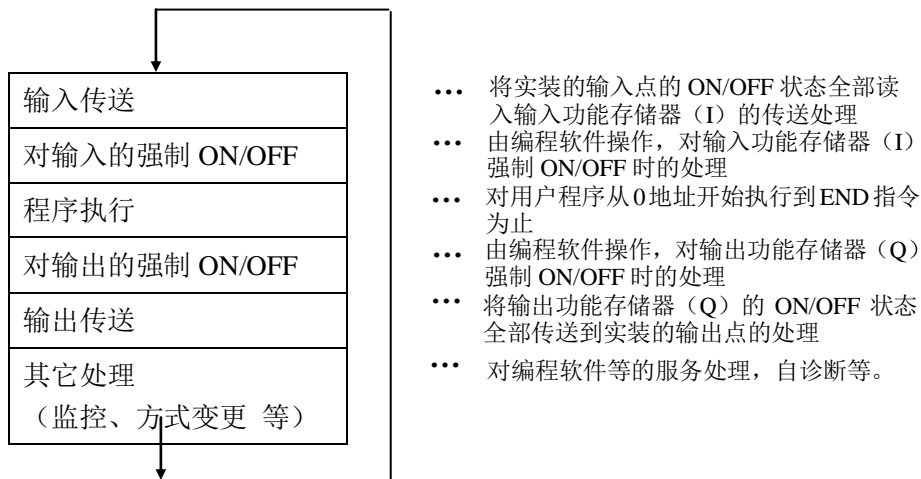 输入传送
对输入的强制 ON/OFF
程序执行
对输出的强制 ON/OFF
输出传送
其它处理
（监控、方式变更 等）
… 将实装的输入点的 ON/OFF 状态全部读
入输入功能存储器（I）的传送处理
… 由编程软件操作，对输入功能存储器（I）
强制 ON/OFF 时的处理
… 对用户程序从 0 地址开始执行到 END 指令
为止
… 由编程软件操作，对输出功能存储器（Q）
强制 ON/OFF 时的处理
… 将输出功能存储器（Q）的 ON/OFF 状态
全部传送到实装的输出点的处理
… 对编程软件等的服务处理，自诊断等。